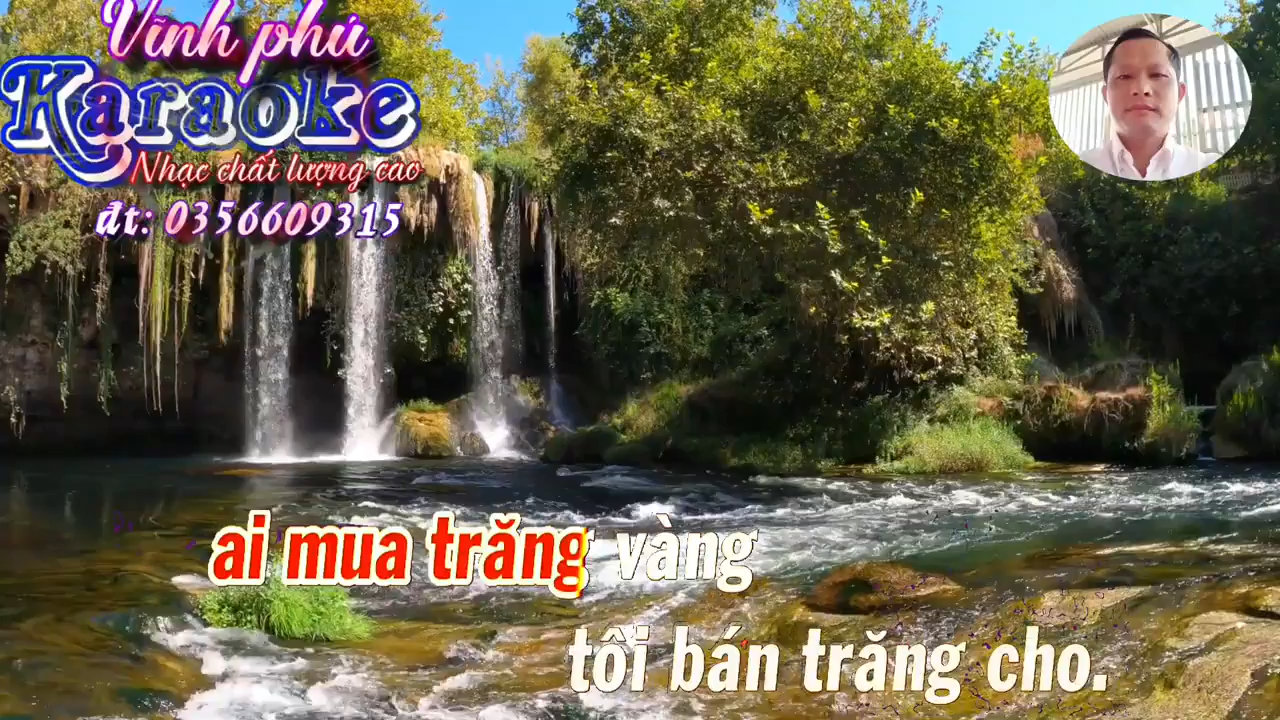 Vĩnh phú
Karaoke
Nhạc chất lượng cao
đt: 0356609315
ai mua trăng vàng
tôi bán trăng cho.